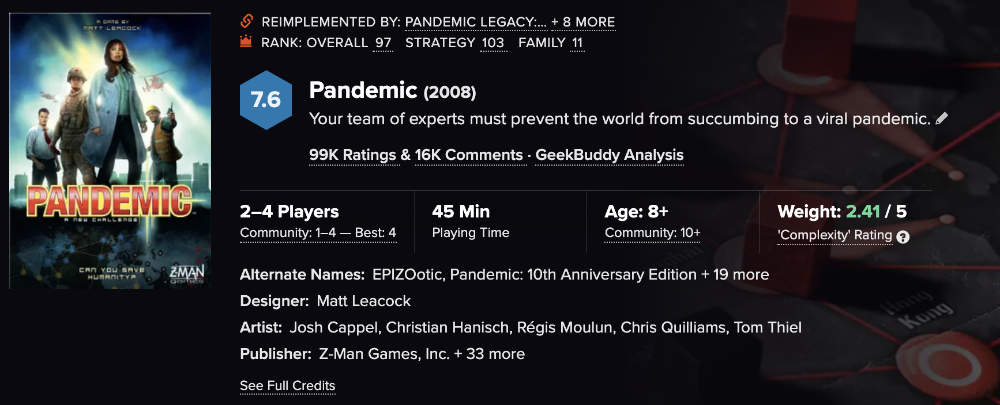 A GAME BY
MATT LEACOCK
PANDEMIC
A NEW CHALLENGE
CAN YOU SAVE
HUMANITY?
Z-MAN
games
REIMPLEMENTED BY: PANDEMIC LEGACY:... + 8 MORE
RANK: OVERALL 97 STRATEGY 103 FAMILY 11
7.6
Pandemic (2008)
Your team of experts must prevent the world from succumbing to a viral pandemic.
99K Ratings & 16K Comments · GeekBuddy Analysis
2–4 Players
Community: 1–4 — Best: 4
45 Min
Playing Time
Age: 8+
Community: 10+
Weight: 2.41 / 5
'Complexity' Rating ?
Alternate Names: EPIZOotic, Pandemic: 10th Anniversary Edition + 19 more
Designer: Matt Leacock
Artist: Josh Cappel, Christian Hanisch, Régis Moulun, Chris Quilliams, Tom Thiel
Publisher: Z-Man Games, Inc. + 33 more
See Full Credits
Hong
Kong